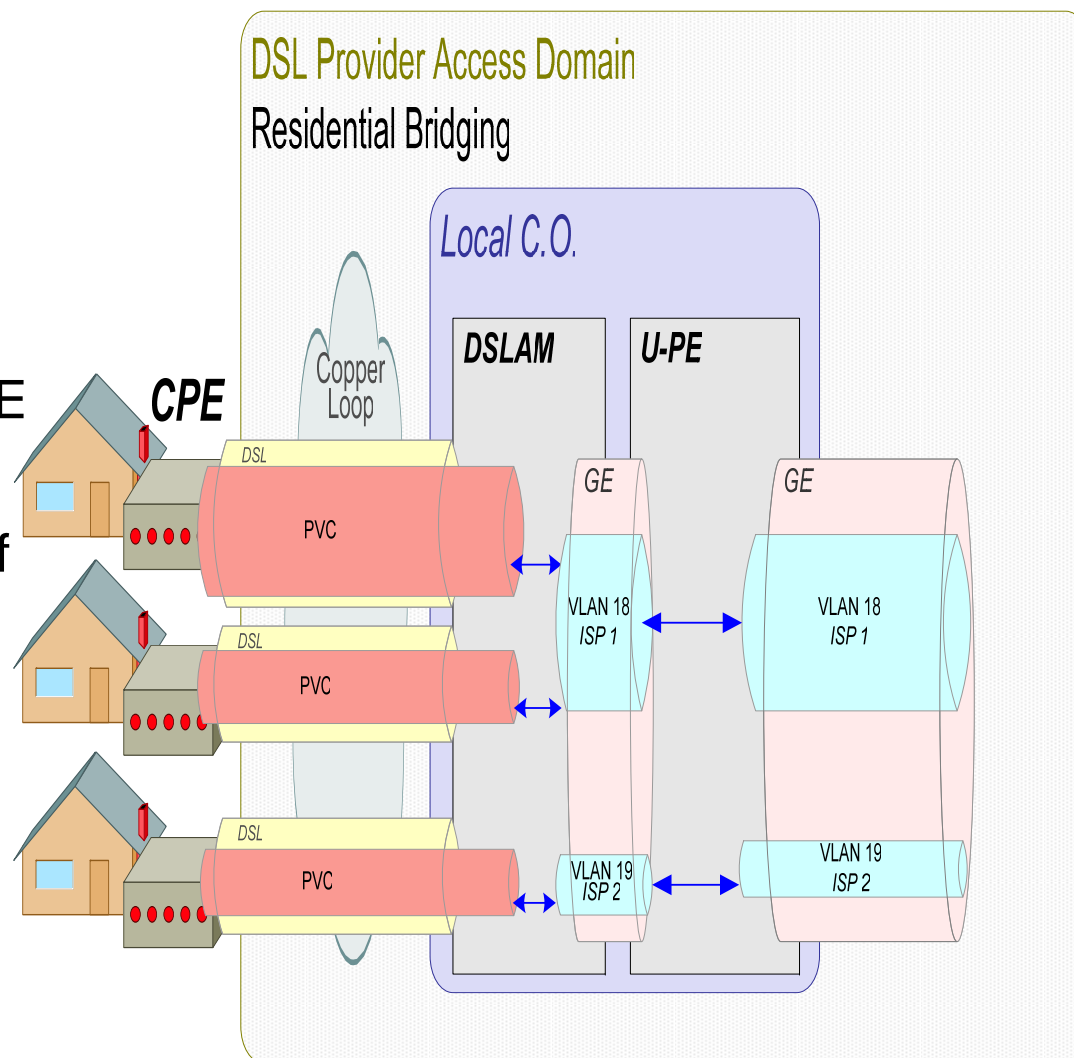 DSL Provider Access Domain
Residential Bridging
Local C.O.
DSLAM
U-PE
Copper
Loop
E
CPE
f
DSL
PVC
GE
GE
VLAN 18
ISP 1
VLAN 18
ISP 1
DSL
PVC
DSL
PVC
VLAN 19
ISP 2
VLAN 19
ISP 2